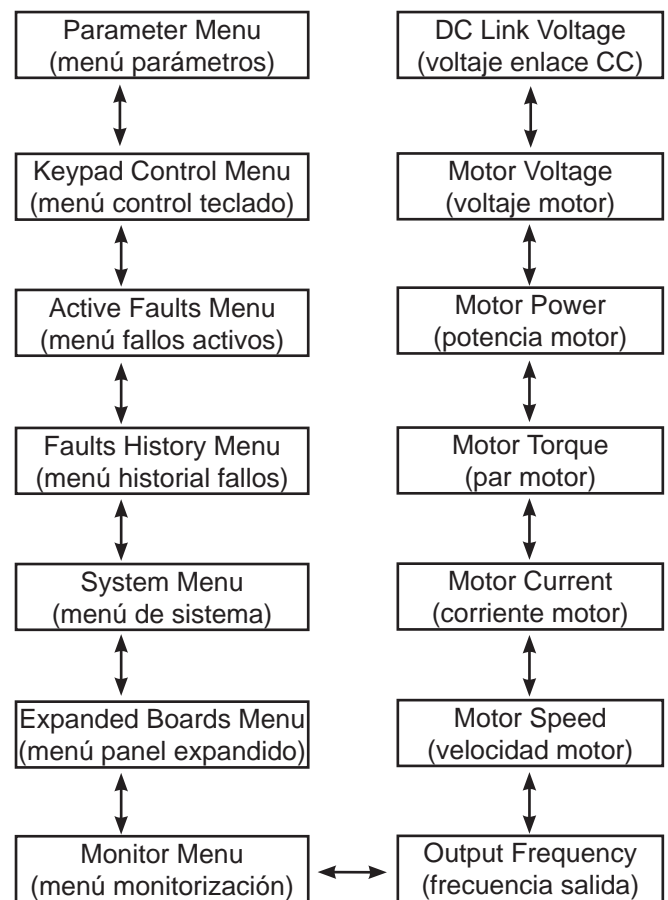 Parameter Menu
(menú parámetros)
Keypad Control Menu
(menú control teclado)
Active Faults Menu
(menú fallos activos)
Faults History Menu
(menú historial fallos)
System Menu
(menú de sistema)
Expanded Boards Menu
(menú panel expandido)
Monitor Menu
(menú monitorización)
DC Link Voltage
(voltaje enlace CC)
Motor Voltage
(voltaje motor)
Motor Power
(potencia motor)
Motor Torque
(par motor)
Motor Current
(corriente motor)
Motor Speed
(velocidad motor)
Output Frequency
(frecuencia salida)